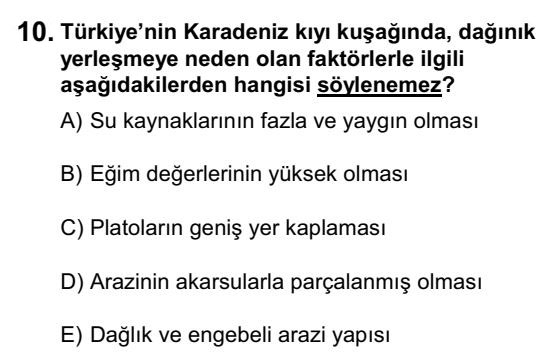 10. Türkiye’nin Karadeniz kıyı kuşağında, dağınık
yerleşmeye neden olan faktörlerle ilgili
aşağıdakilerden hangisi söylenemez?
A) Su kaynaklarının fazla ve yaygın olması
B) Eğim değerlerinin yüksek olması
C) Platoların geniş yer kaplaması
D) Arazinin akarsularla parçalanmış olması
E) Dağlık ve engebeli arazi yapısı